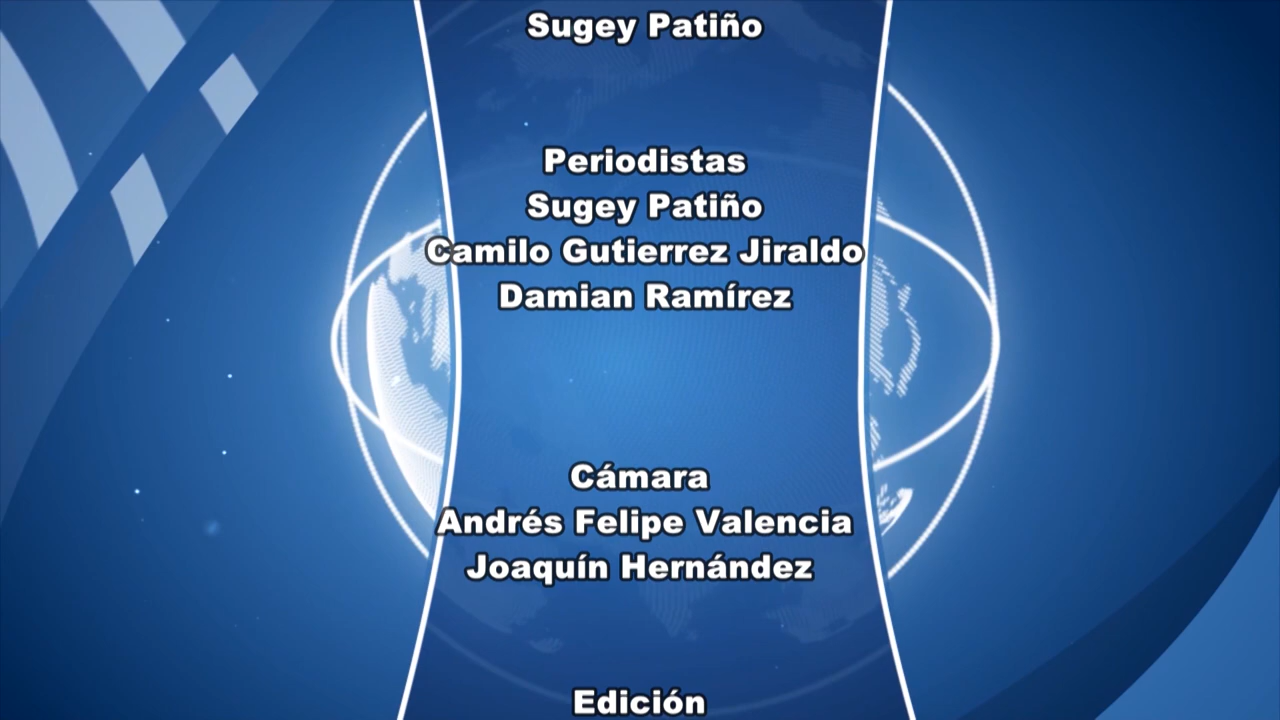 Sugey Patiño
Periodistas
Sugey Patiño
Camilo Gutierrez Jiraldo
Damian Ramírez
Cámara
Andrés Felipe Valencia
Joaquín Hernández
Edición